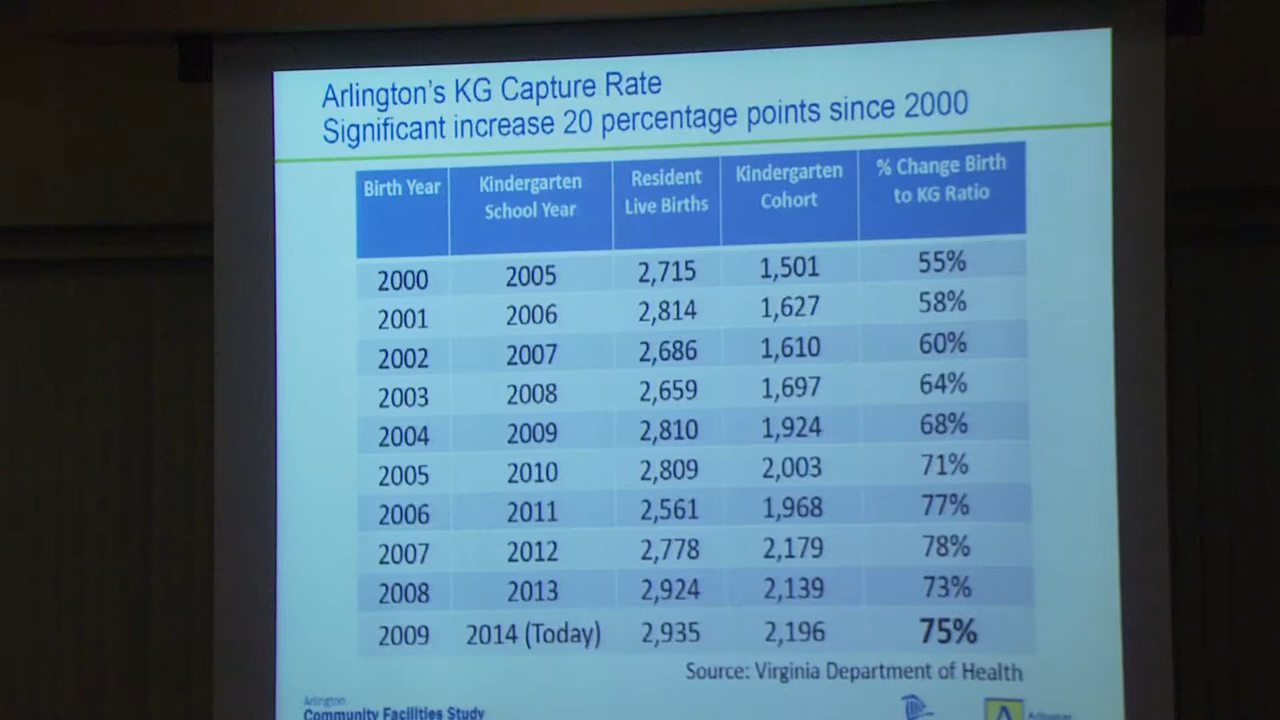 Arlington's KG Capture Rate
Significant increase 20 percentage points since 2000
Birth Year Kindergarten School Year Resident Live Births Kindergarten Cohort % Change Birth to KG Ratio
2000 2005 2,715 1,501 55%
2001 2006 2,814 1,627 58%
2002 2007 2,686 1,610 60%
2003 2008 2,659 1,697 64%
2004 2009 2,810 1,924 68%
2005 2010 2,809 2,003 71%
2006 2011 2,561 1,968 77%
2007 2012 2,778 2,179 78%
2008 2013 2,924 2,139 73%
2009 2014 (Today) 2,935 2,196 75%
Source: Virginia Department of Health
Arlington
Community Facilities Study
Arlington